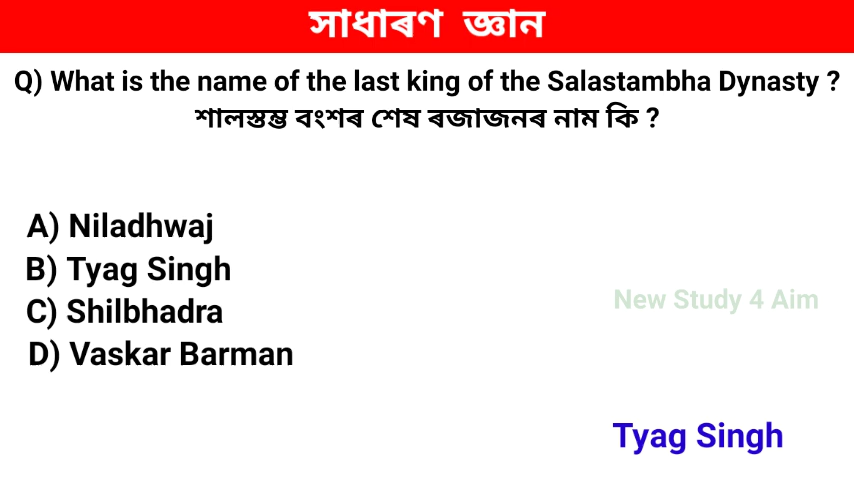 সাধাৰণ জ্ঞান
Q) What is the name of the last king of the Salastambha Dynasty ?
শালস্তম্ভ বংশৰ শেষ ৰজাজনৰ নাম কি ?
A) Niladhwaj
B) Tyag Singh
C) Shilbhadra
D) Vaskar Barman
New Study 4 Aim
Tyag Singh